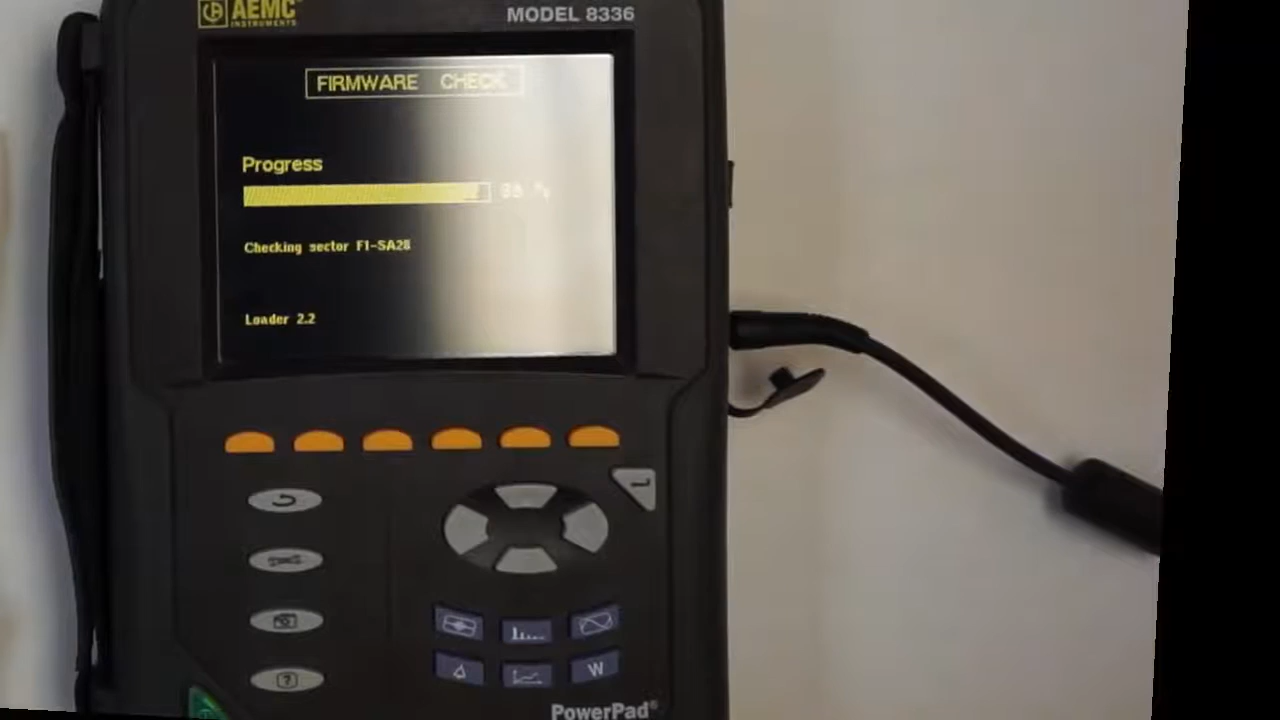 AEMC®
INSTRUMENTS
MODEL 8336
FIRMWARE CHECK
Progress
%
Checking sector F1-SA28
Loader 2.2
?
W
PowerPad®